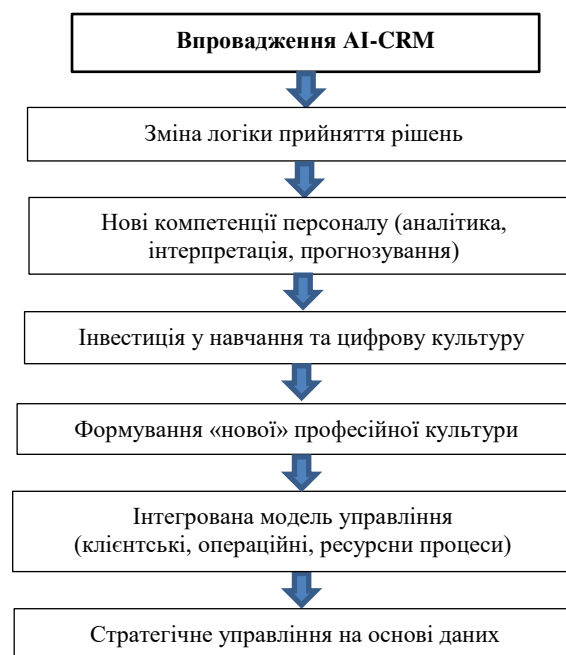 Впровадження AI-CRM
Зміна логіки прийняття рішень
Нові компетенції персоналу (аналітика,
інтерпретація, прогнозування)
Інвестиція у навчання та цифрову культуру
Формування «нової» професійної культури
Інтегрована модель управління
(клієнтські, операційні, ресурсни процеси)
Стратегічне управління на основі даних